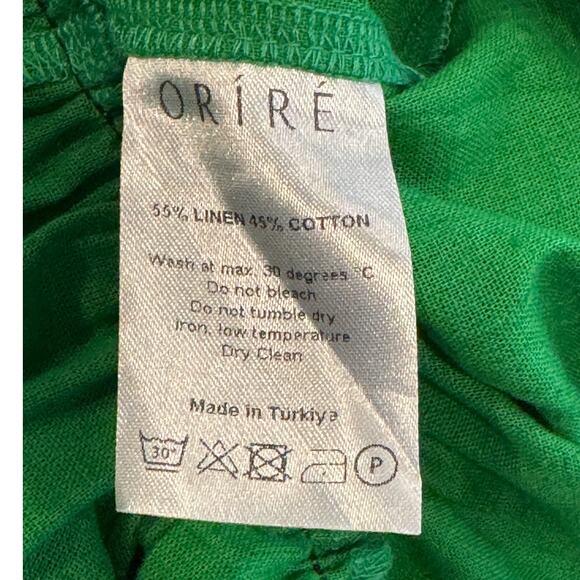 ORÍRÉ
55% LINEN 45% COTTON
Wash at max. 30 degrees °C
Do not bleach
Do not tumble dry
Iron, low temperature
Dry Clean
Made in Türkiye
30°
P